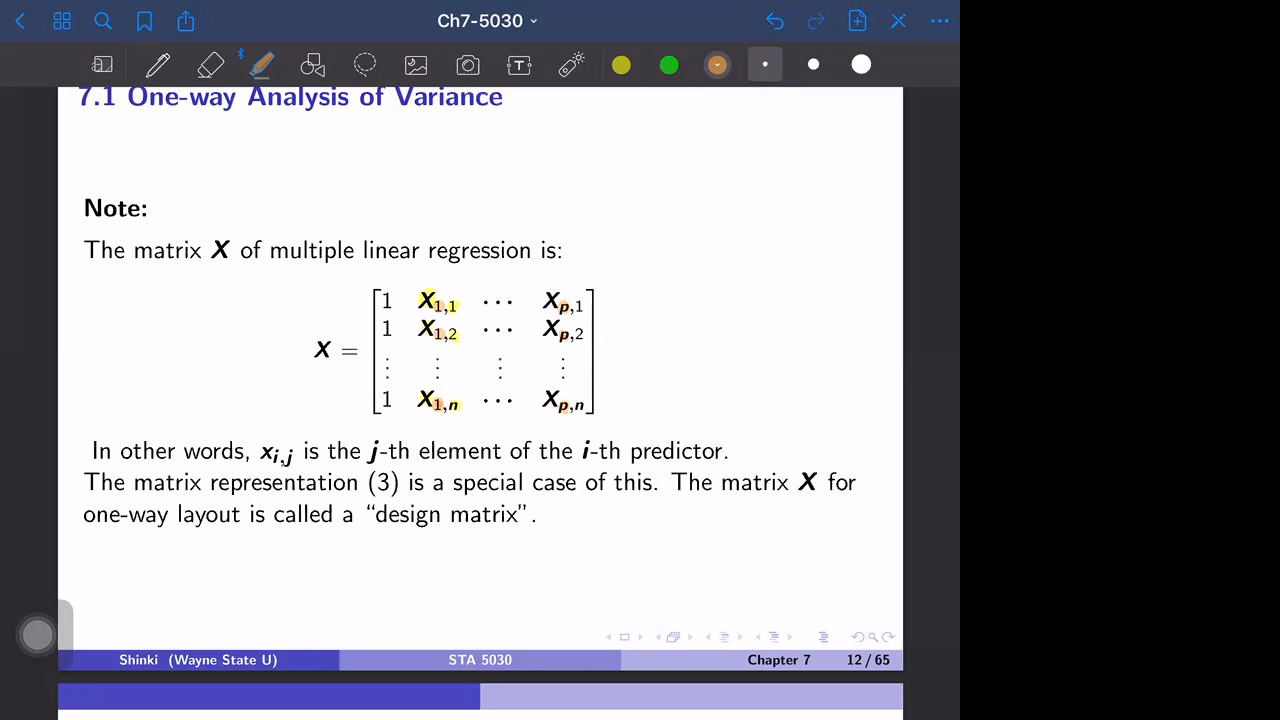 Ch7-5030
T
7.1 One-way Analysis of Variance
Note:
The matrix X of multiple linear regression is:
1 X1,1 ⋯ Xp,1
1 X1,2 ⋯ Xp,2
X = ⋮ ⋮ ⋮ ⋮
1 X1,n ⋯ Xp,n
In other words, xi,j is the j-th element of the i-th predictor.
The matrix representation (3) is a special case of this. The matrix X for
one-way layout is called a “design matrix”.
Shinki (Wayne State U) STA 5030 Chapter 7 12 / 65